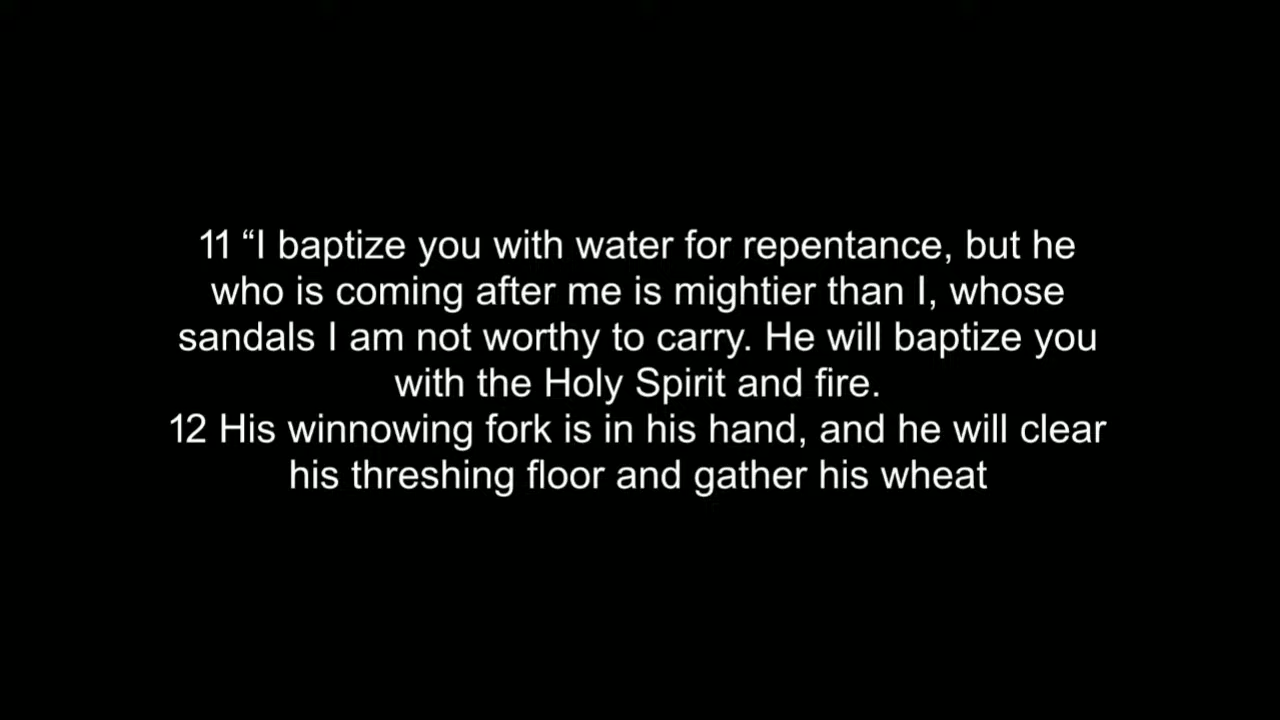 11 “I baptize you with water for repentance, but he
who is coming after me is mightier than I, whose
sandals I am not worthy to carry. He will baptize you
with the Holy Spirit and fire.
12 His winnowing fork is in his hand, and he will clear
his threshing floor and gather his wheat